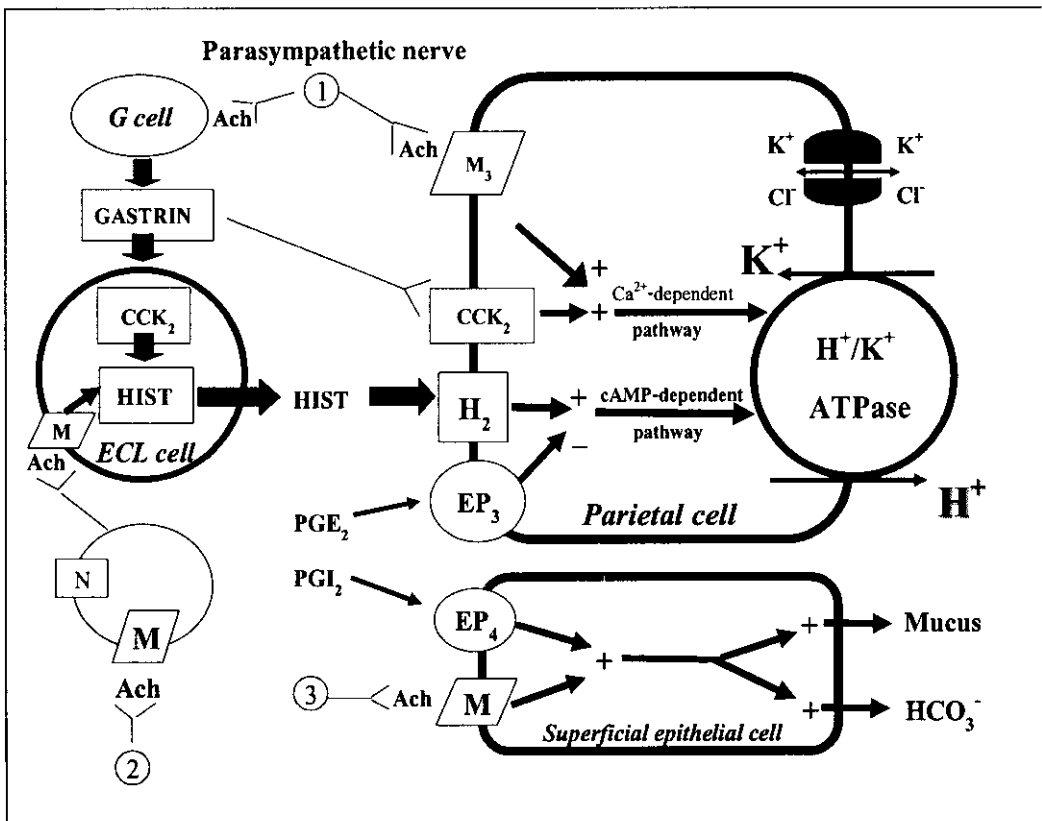 Parasympathetic nerve
1
G cell
Ach
Ach
M₃
K⁺ K⁺
Cl⁻ Cl⁻
GASTRIN
K⁺
CCK₂
CCK₂
+
+
Ca²⁺-dependent
pathway
H⁺/K⁺
ATPase
HIST
HIST
H₂
+
cAMP-dependent
pathway
−
M
ECL cell
Ach
EP₃
Parietal cell
H⁺
PGE₂
N
M
Ach
2
PGI₂
EP₄
+
+
Mucus
3
Ach
M
+
HCO₃⁻
Superficial epithelial cell